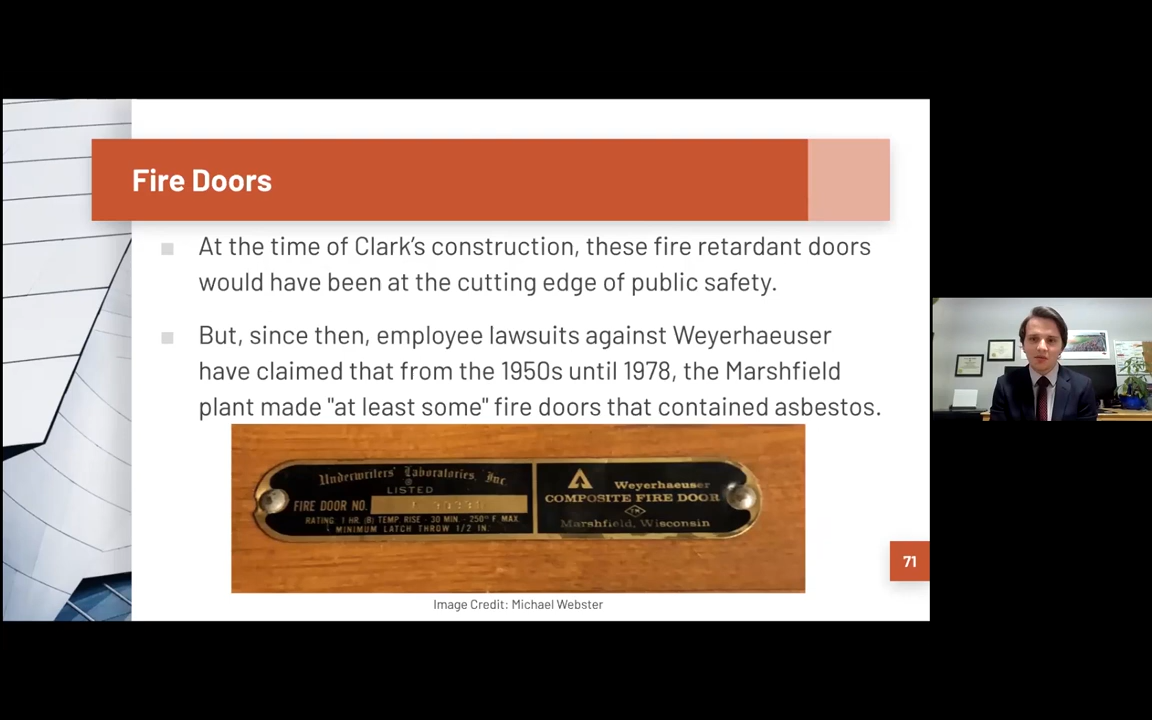 Fire Doors
At the time of Clark's construction, these fire retardant doors
would have been at the cutting edge of public safety.
But, since then, employee lawsuits against Weyerhaeuser
have claimed that from the 1950s until 1978, the Marshfield
plant made "at least some" fire doors that contained asbestos.
Underwriters' Laboratories, Inc.
LISTED
FIRE DOOR NO.
RATING: 1 HR. (B) TEMP. RISE - 30 MIN. - 250° F. MAX.
MINIMUM LATCH THROW 1/2 IN.
Weyerhaeuser
COMPOSITE FIRE DOOR
TM
Marshfield, Wisconsin
71
Image Credit: Michael Webster